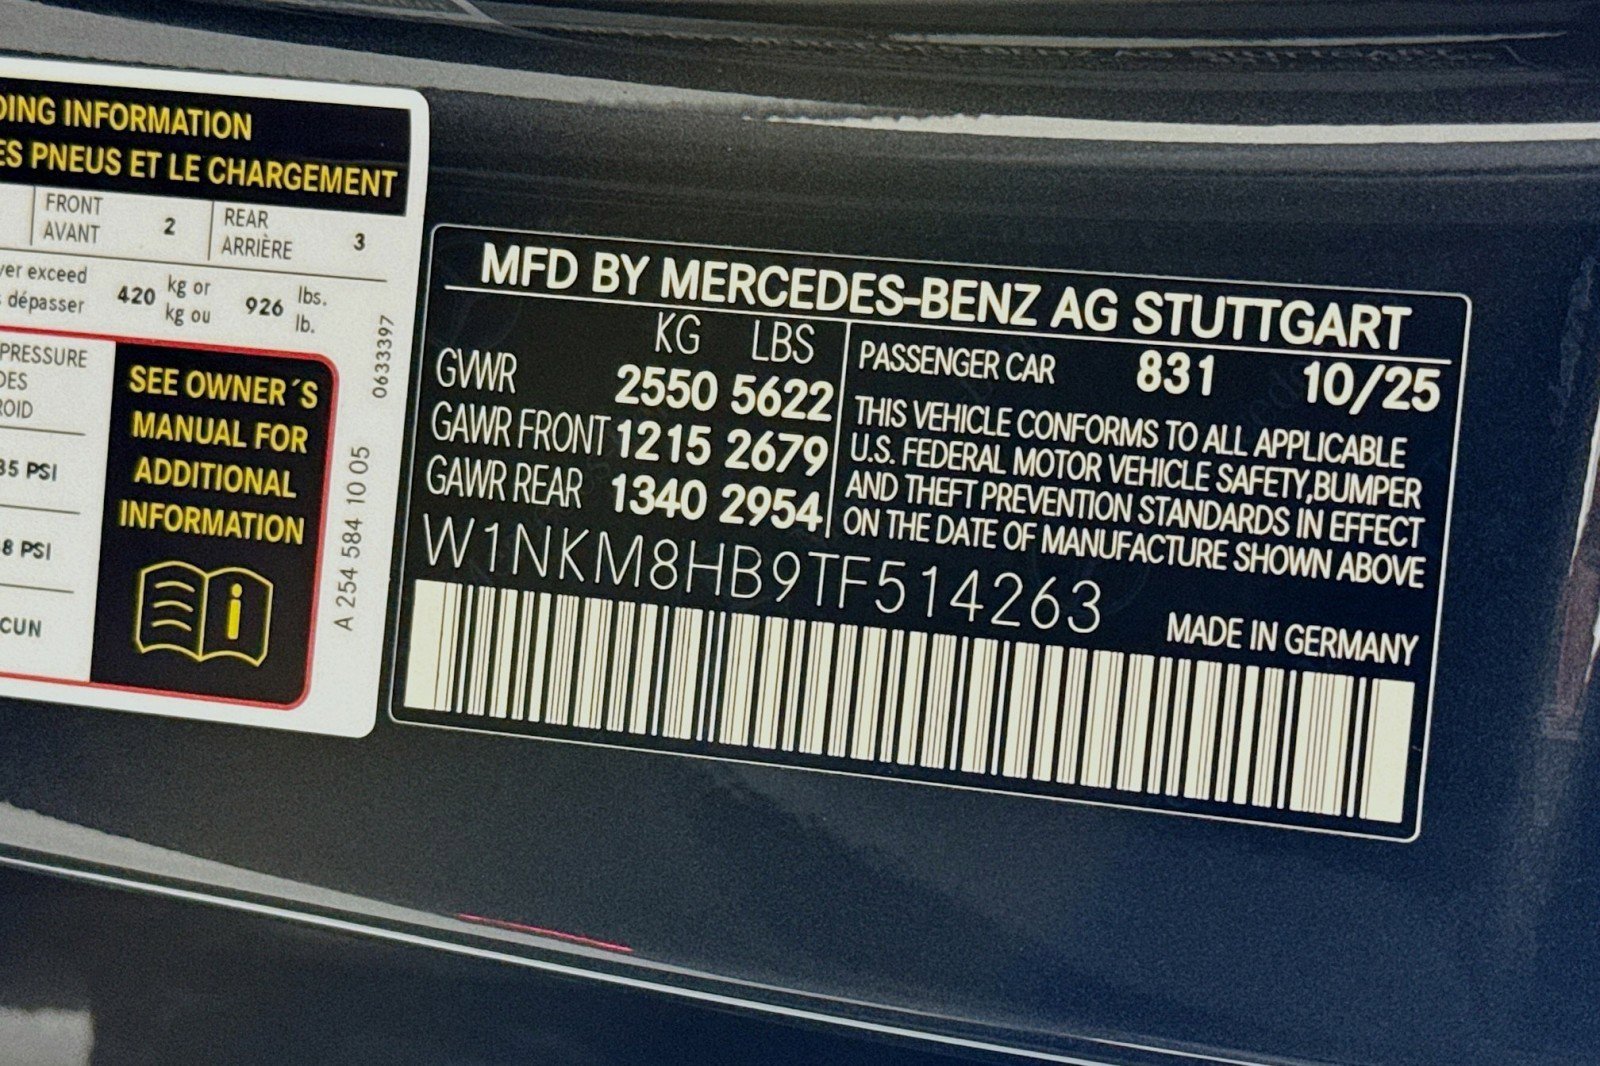 DING INFORMATION
ES PNEUS ET LE CHARGEMENT
FRONT
AVANT
2
REAR
ARRIÈRE
3
ver exceed
dépasser
420
kg or
kg ou
926
lbs.
lb.
PRESSURE
DES
ROID
35 PSI
8 PSI
CUN
SEE OWNER´S
MANUAL FOR
ADDITIONAL
INFORMATION
0633397
A 254 584 10 05
MFD BY MERCEDES-BENZ AG STUTTGART
KG LBS
GVWR 2550 5622
GAWR FRONT 1215 2679
GAWR REAR 1340 2954
PASSENGER CAR 831 10/25
THIS VEHICLE CONFORMS TO ALL APPLICABLE
U.S. FEDERAL MOTOR VEHICLE SAFETY,BUMPER
AND THEFT PREVENTION STANDARDS IN EFFECT
ON THE DATE OF MANUFACTURE SHOWN ABOVE
W1NKM8HB9TF514263
MADE IN GERMANY